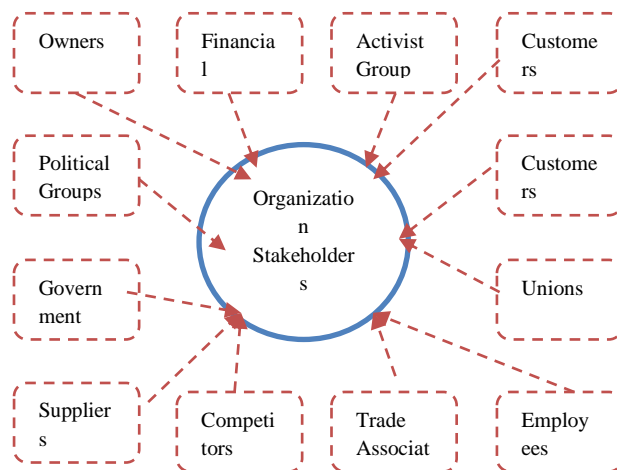 Owners
Financia
l
Activist
Group
Custome
rs
Political
Groups
Organizatio
n
Stakeholder
s
Custome
rs
Govern
ment
Unions
Supplier
s
Competi
tors
Trade
Associat
Employ
ees